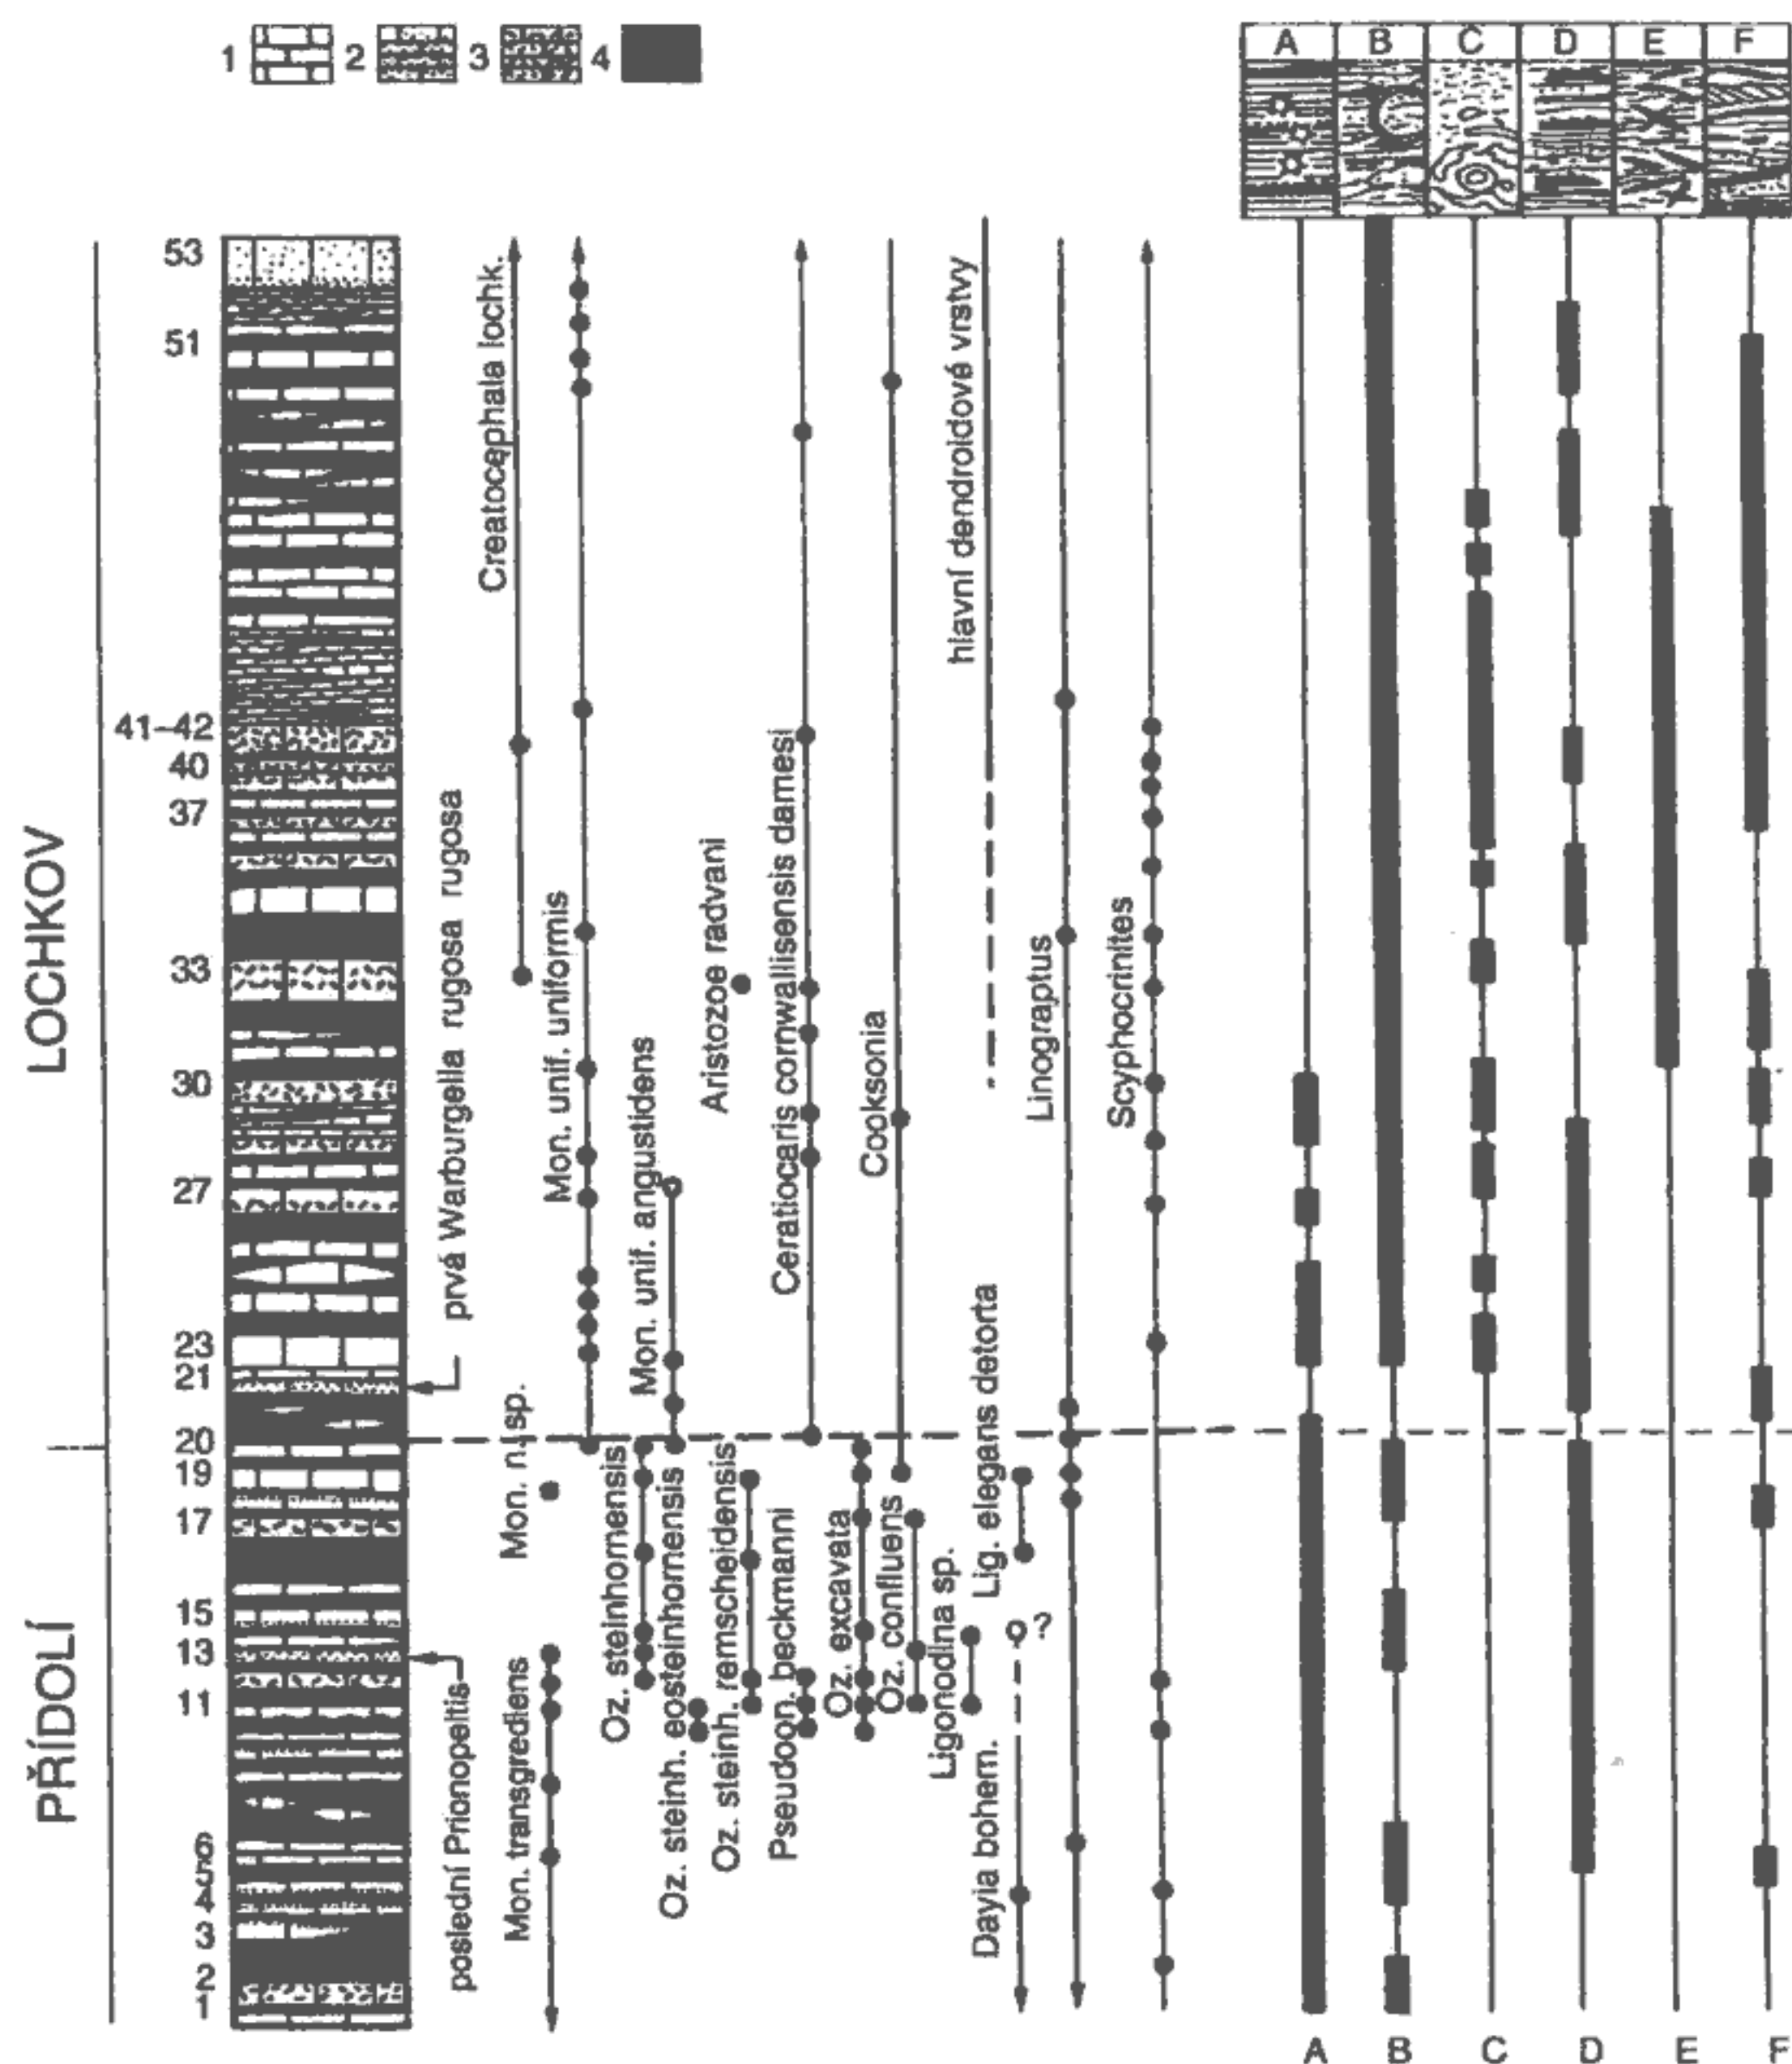 1 2 3 4
A B C D E F
53
51
41–42
40
37
33
30
27
23
21
20
19
17
15
13
11
6
5
4
3
2
1
LOCHKOV
PŘÍDOLÍ
prvá Warburgella rugosa rugosa
poslední Prionopeltis
Creatocephala lochk.
Mon. unif. uniformis
Mon. unif. angustidens
Mon. n. sp.
Mon. transgrediens
Oz. steinhornensis
Oz. steinh. eosteinhornensis
Oz. steinh. remscheidensis
Pseudoon. beckmanni
Aristozoe radvani
Ceratiocaris cornwallisensis damesi
Oz. excavata
Oz. confluens
Cooksonia
Ligonodina sp.
Lig. elegans detorta
Dayia bohem.
?
hlavní dendroidové vrstvy
Linograptus
Scyphocrinites
A B C D E F